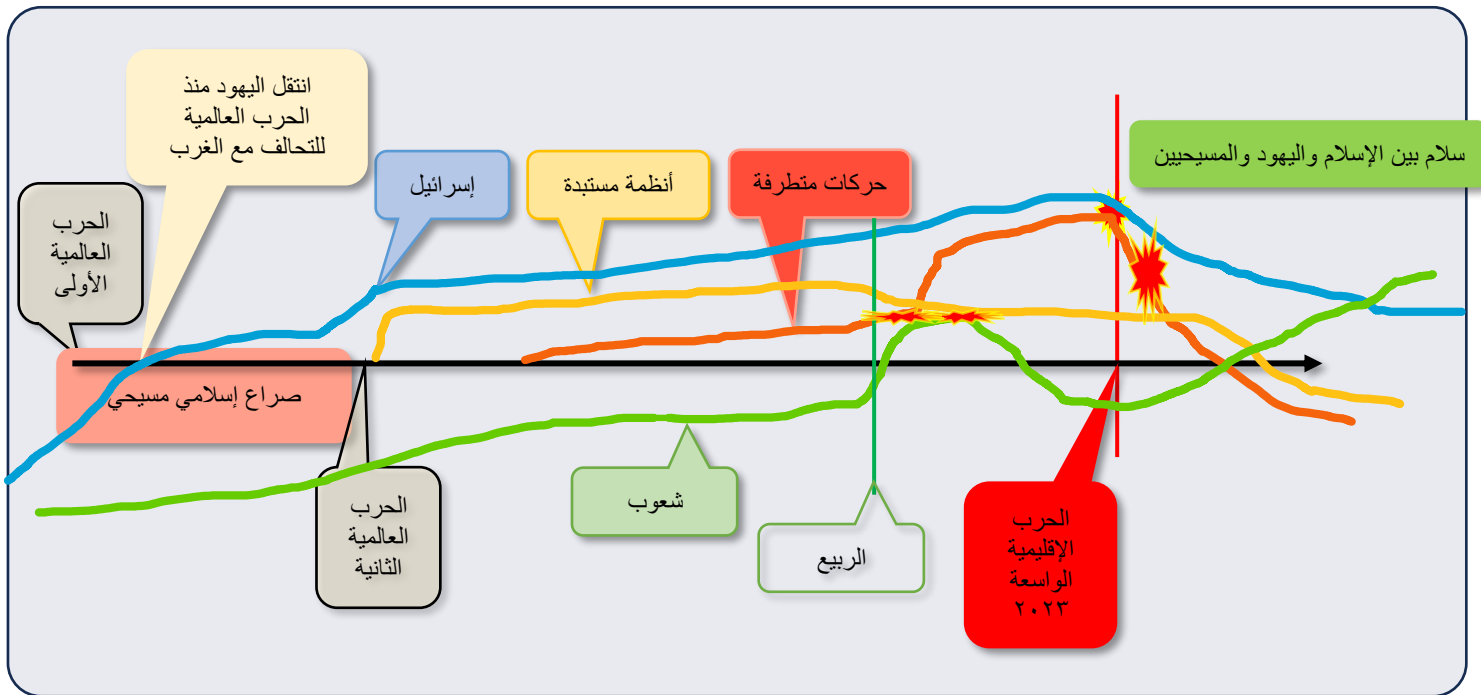 انتقل اليهود منذ
الحرب العالمية
للتحالف مع الغرب
الحرب
العالمية
الأولى
إسرائيل
أنظمة مستبدة
حركات متطرفة
سلام بين الإسلام واليهود والمسيحيين
صراع إسلامي مسيحي
الحرب
العالمية
الثانية
شعوب
الربيع
الحرب
الإقليمية
الواسعة
٢٠٢٣